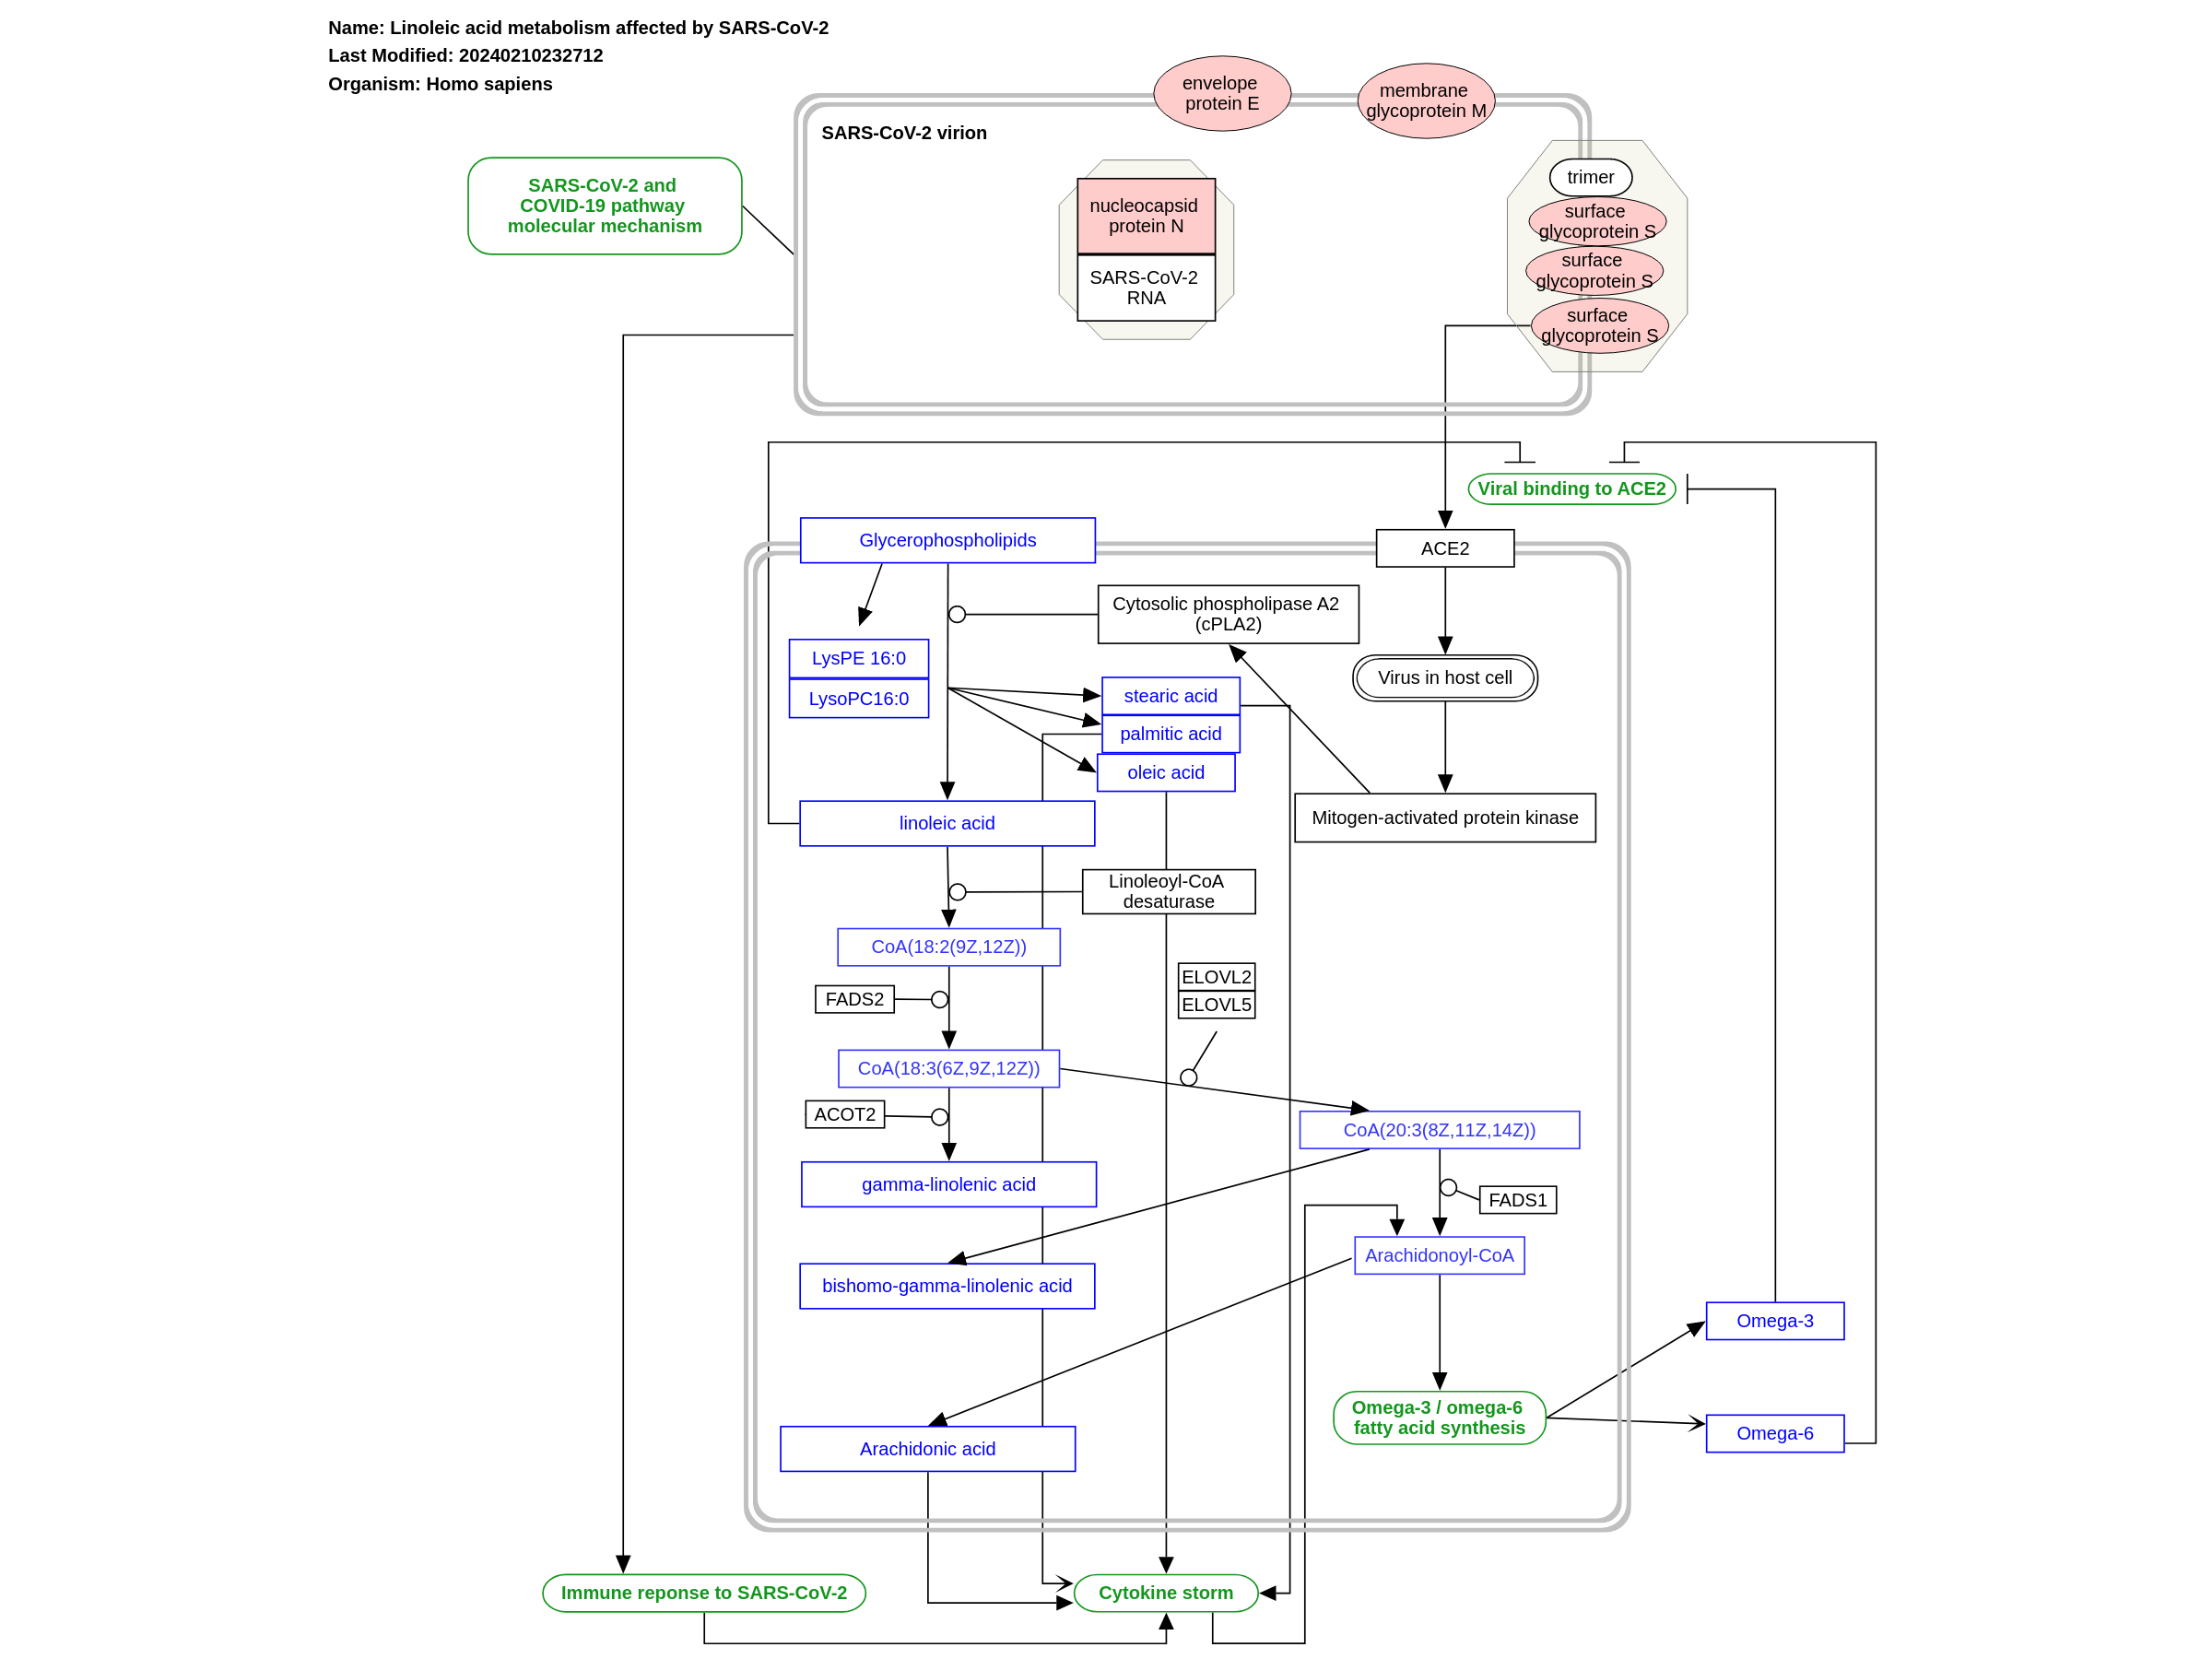 Name: Linoleic acid metabolism affected by SARS-CoV-2
Last Modified: 20240210232712
Organism: Homo sapiens
envelope
protein E
membrane
glycoprotein M
SARS-CoV-2 virion
SARS-CoV-2 and
COVID-19 pathway
molecular mechanism
nucleocapsid
protein N
SARS-CoV-2
RNA
trimer
surface
glycoprotein S
surface
glycoprotein S
surface
glycoprotein S
Viral binding to ACE2
Glycerophospholipids
ACE2
Cytosolic phospholipase A2
(cPLA2)
LysPE 16:0
LysoPC16:0
Virus in host cell
stearic acid
palmitic acid
oleic acid
linoleic acid
Mitogen-activated protein kinase
Linoleoyl-CoA
desaturase
CoA(18:2(9Z,12Z))
ELOVL2
ELOVL5
FADS2
CoA(18:3(6Z,9Z,12Z))
ACOT2
CoA(20:3(8Z,11Z,14Z))
gamma-linolenic acid
FADS1
Arachidonoyl-CoA
bishomo-gamma-linolenic acid
Omega-3
Omega-3 / omega-6
fatty acid synthesis
Omega-6
Arachidonic acid
Immune reponse to SARS-CoV-2
Cytokine storm